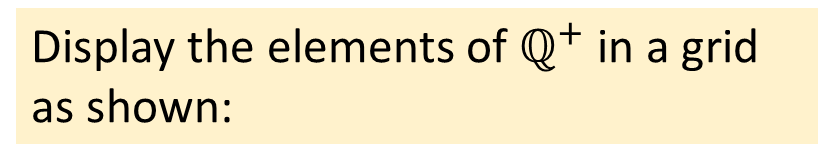 Display the elements of ℚ⁺ in a grid
as shown: